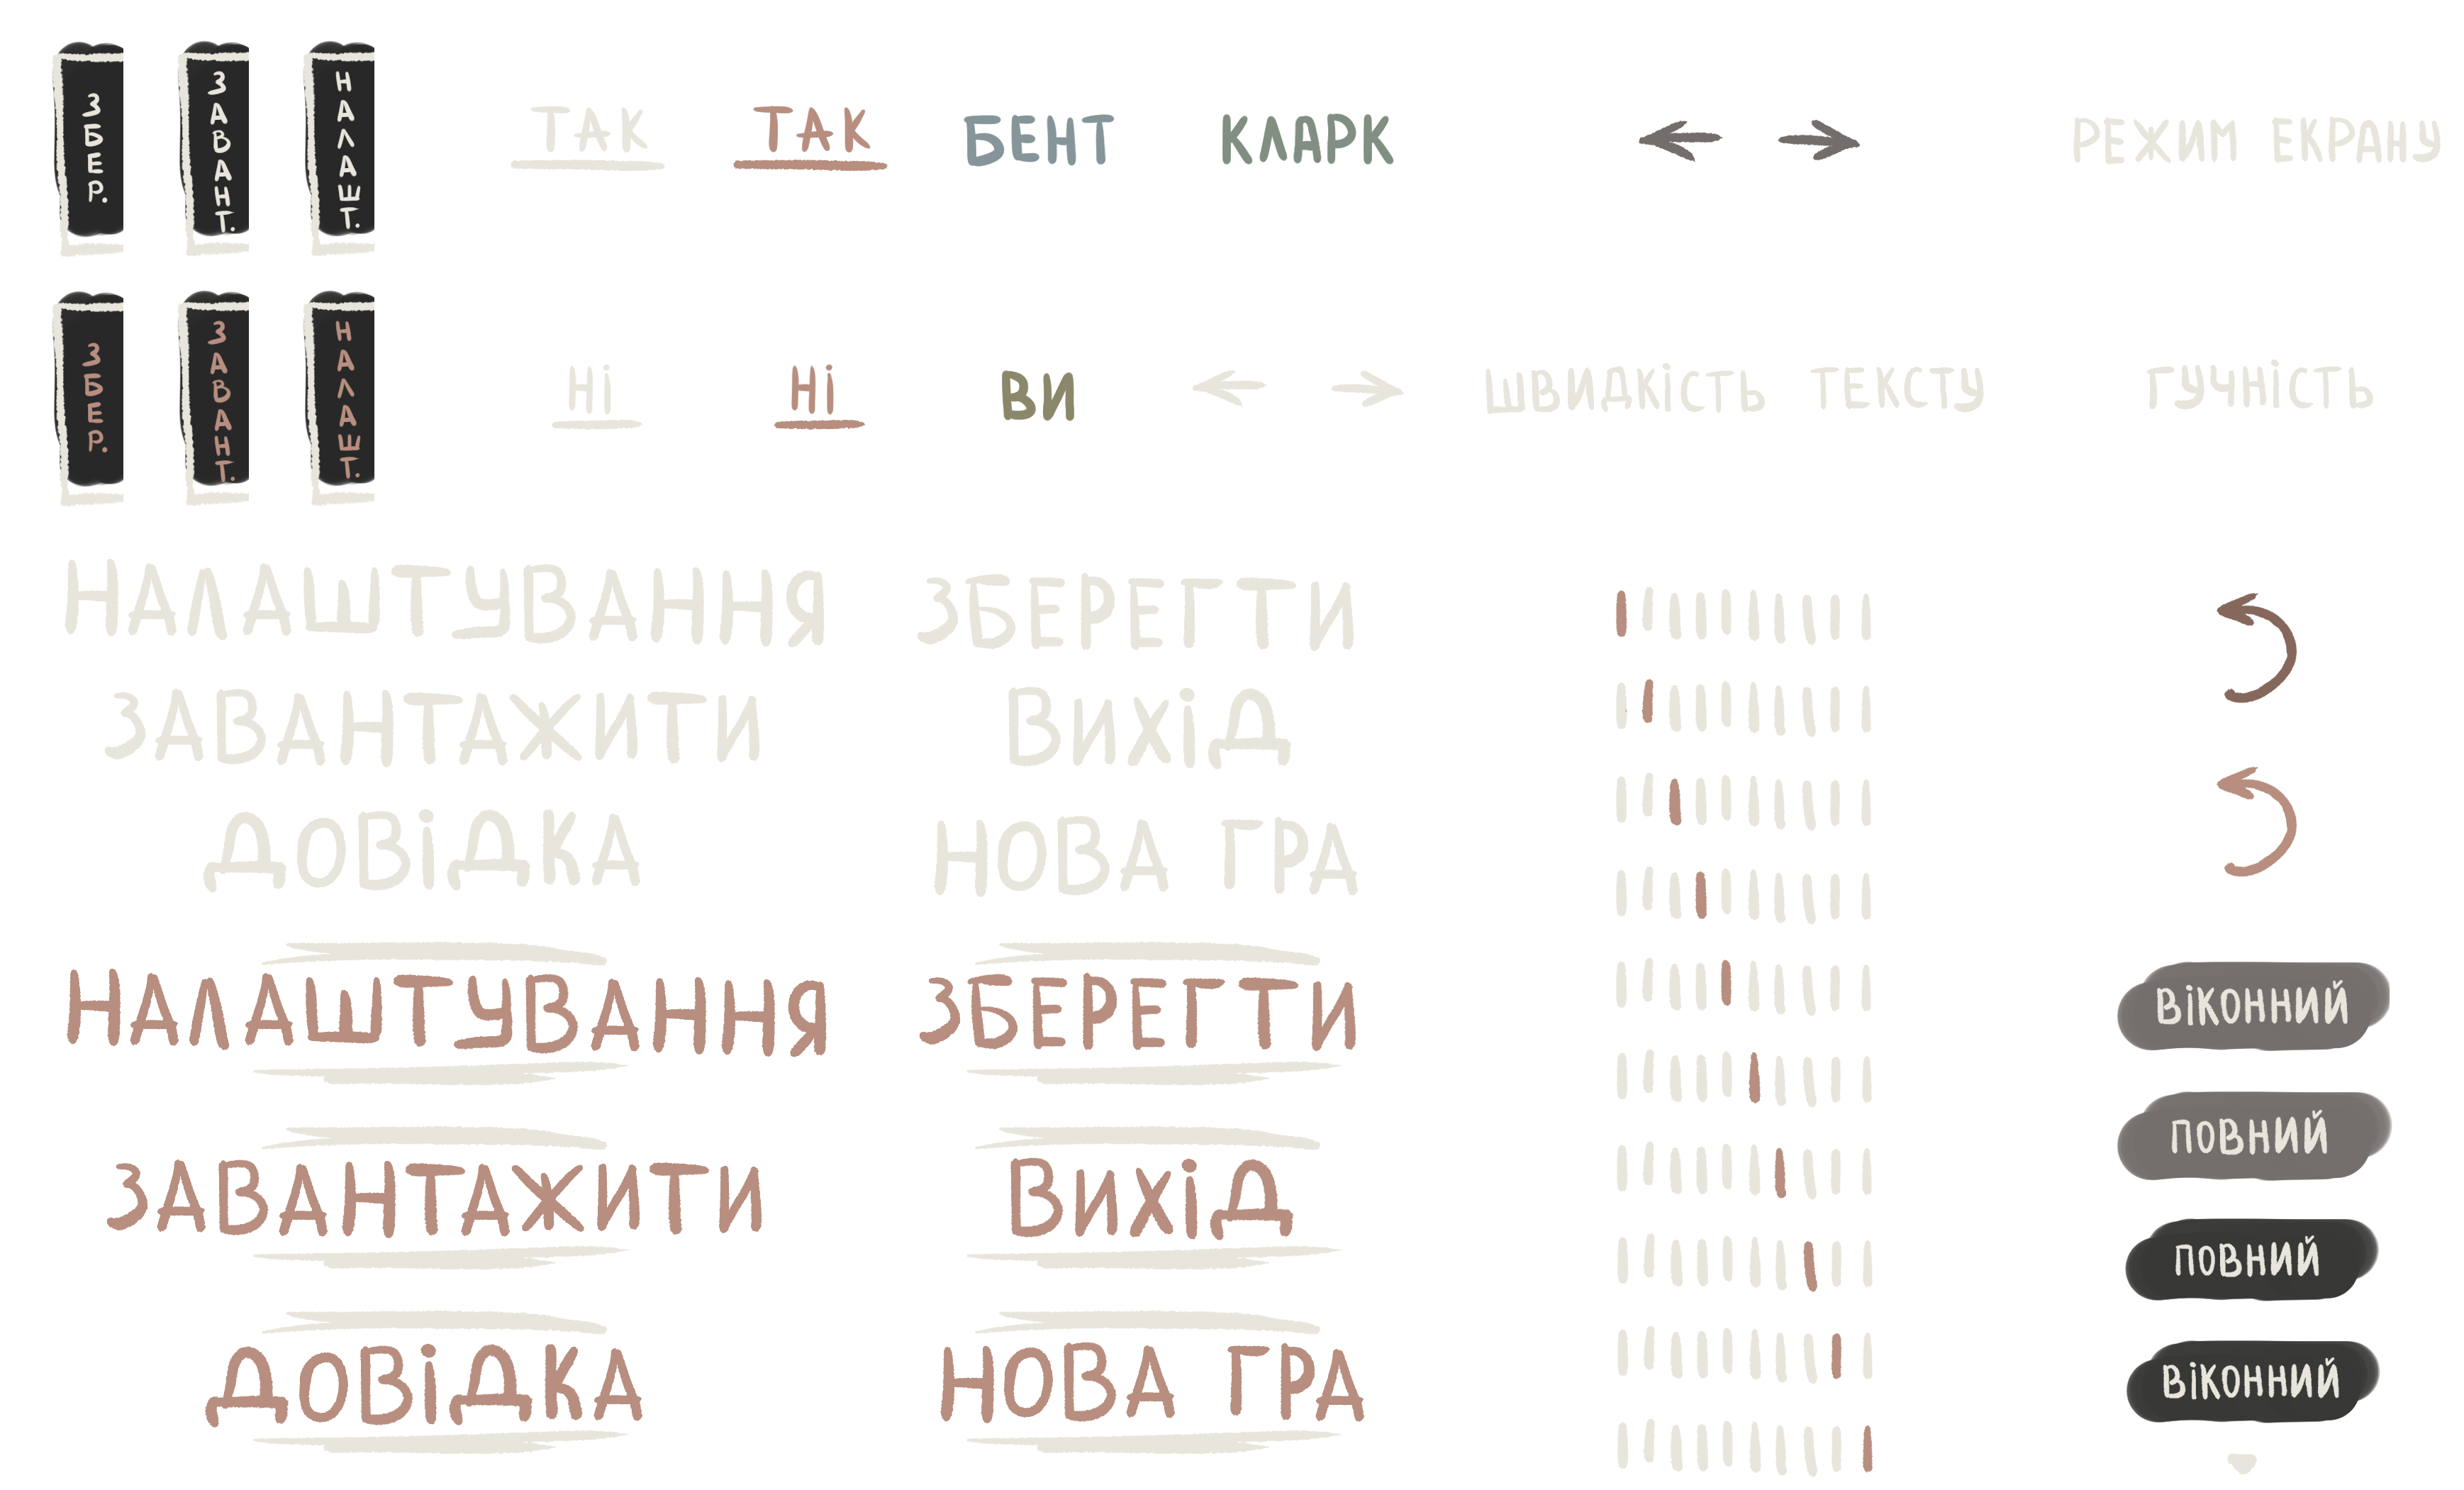 ЗБЕР.
ЗАВАНТ.
НАЛАШТ.
ТАК
ТАК
БЕНТ
КЛАРК
РЕЖИМ ЕКРАНУ
ЗБЕР.
ЗАВАНТ.
НАЛАШТ.
Ні
Ні
ВИ
ШВИДКіСТЬ ТЕКСТУ
ГУЧНіСТЬ
НАЛАШТУВАННЯ
ЗБЕРЕГТИ
ЗАВАНТАЖИТИ
ВИХіД
ДОВіДКА
НОВА ГРА
НАЛАШТУВАННЯ
ЗБЕРЕГТИ
ВіКОННИЙ
ПОВНИЙ
ЗАВАНТАЖИТИ
ВИХіД
ПОВНИЙ
ДОВіДКА
НОВА ГРА
ВіКОННИЙ